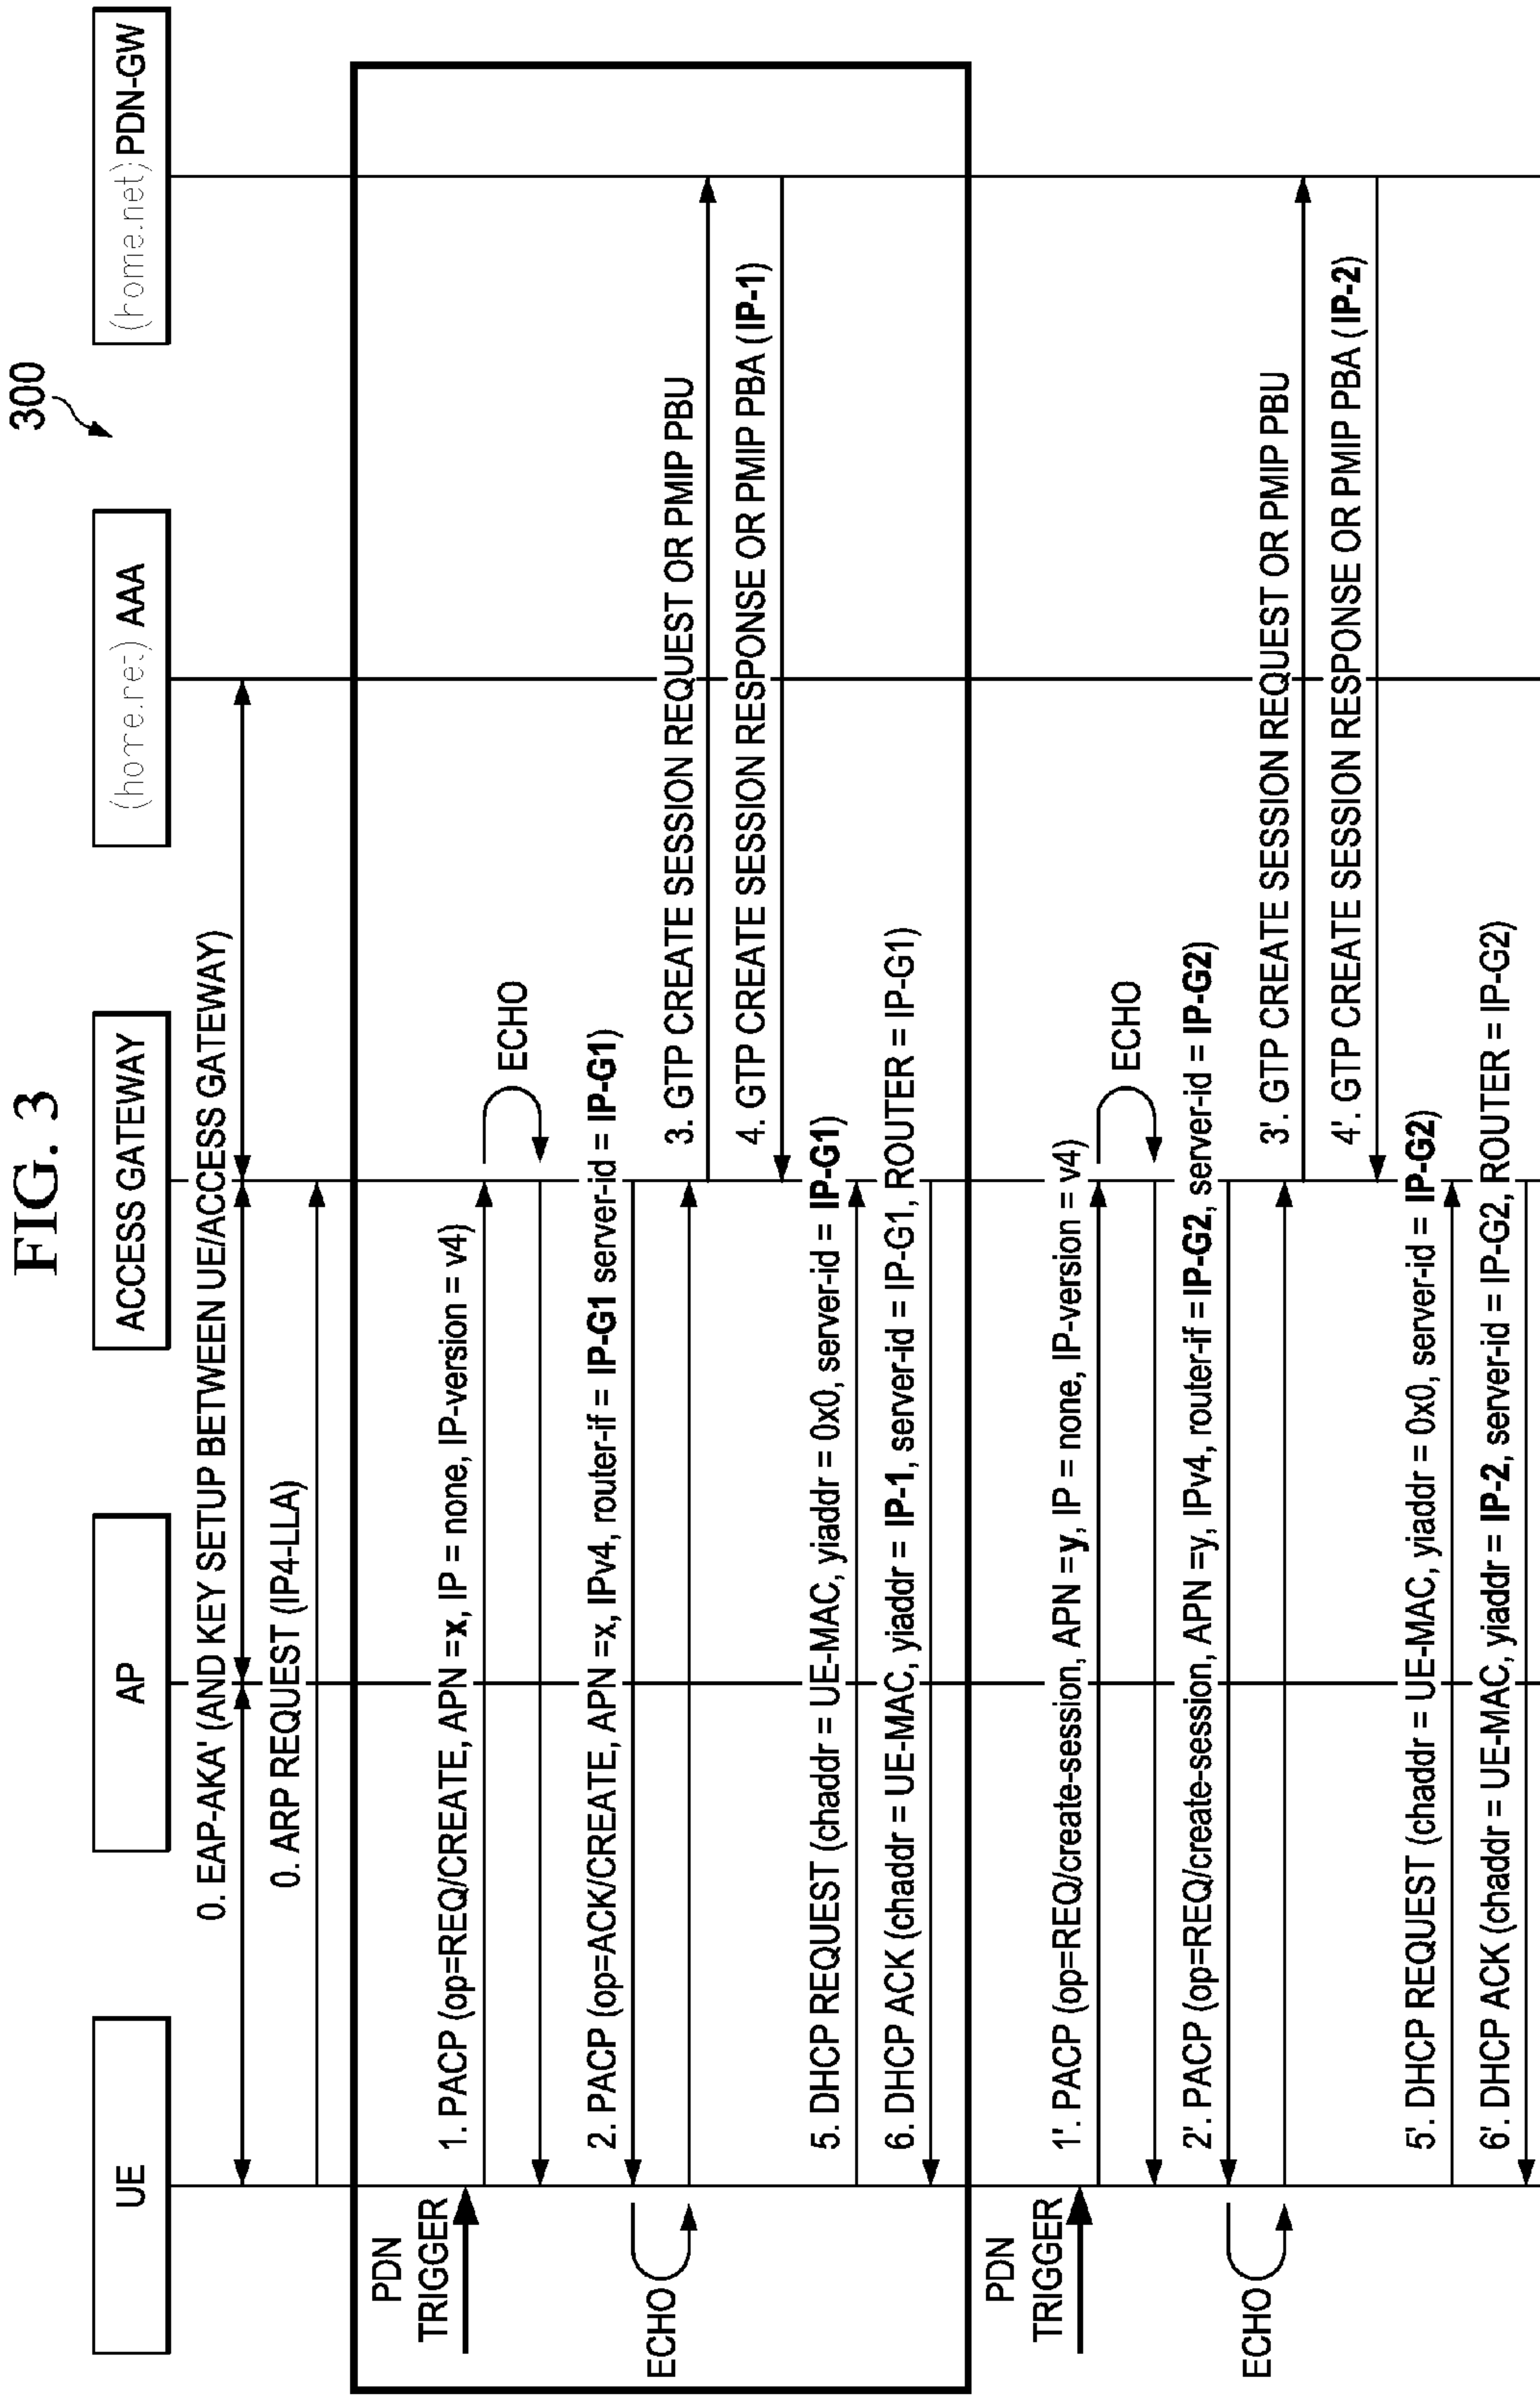 FIG. 3
300
UE
AP
ACCESS GATEWAY
AAA
PDN-GW
0. EAP-AKA' (AND KEY SETUP BETWEEN UE/ACCESS GATEWAY)
0. ARP REQUEST (IP4-LLA)
PDN
TRIGGER
1. PACP (op=REQ/CREATE, APN =x, IP = none, IP-version = v4)
ECHO
2. PACP (op=ACK/CREATE, APN =x, IPv4, router-if = IP-G1 server-id = IP-G1)
ECHO
3. GTP CREATE SESSION REQUEST OR PMIP PBU
4. GTP CREATE SESSION RESPONSE OR PMIP PBA (IP-1)
5. DHCP REQUEST (chaddr = UE-MAC, yiaddr = 0x0, server-id = IP-G1)
6. DHCP ACK (chaddr = UE-MAC, yiaddr = IP-1, server-id = IP-G1, ROUTER = IP-G1)
PDN
TRIGGER
1'. PACP (op=REQ/create-session, APN =y, IP = none, IP-version = v4)
ECHO
2'. PACP (op=REQ/create-session, APN =y, IPv4, router-if = IP-G2, server-id = IP-G2)
ECHO
3'. GTP CREATE SESSION REQUEST OR PMIP PBU
4'. GTP CREATE SESSION RESPONSE OR PMIP PBA (IP-2)
5'. DHCP REQUEST (chaddr = UE-MAC, yiaddr = 0x0, server-id = IP-G2)
6'. DHCP ACK (chaddr = UE-MAC, yiaddr = IP-2, server-id = IP-G2, ROUTER = IP-G2)